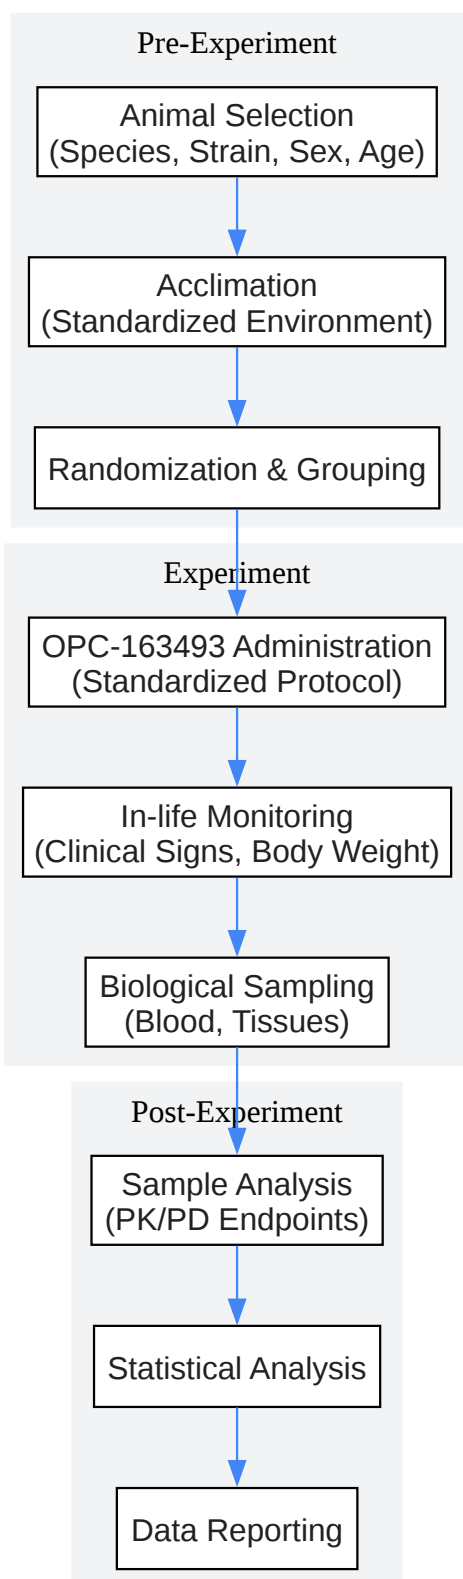 Pre-Experiment
Animal Selection
(Species, Strain, Sex, Age)
Acclimation
(Standardized Environment)
Randomization & Grouping
Experiment
OPC-163493 Administration
(Standardized Protocol)
In-life Monitoring
(Clinical Signs, Body Weight)
Biological Sampling
(Blood, Tissues)
Post-Experiment
Sample Analysis
(PK/PD Endpoints)
Statistical Analysis
Data Reporting